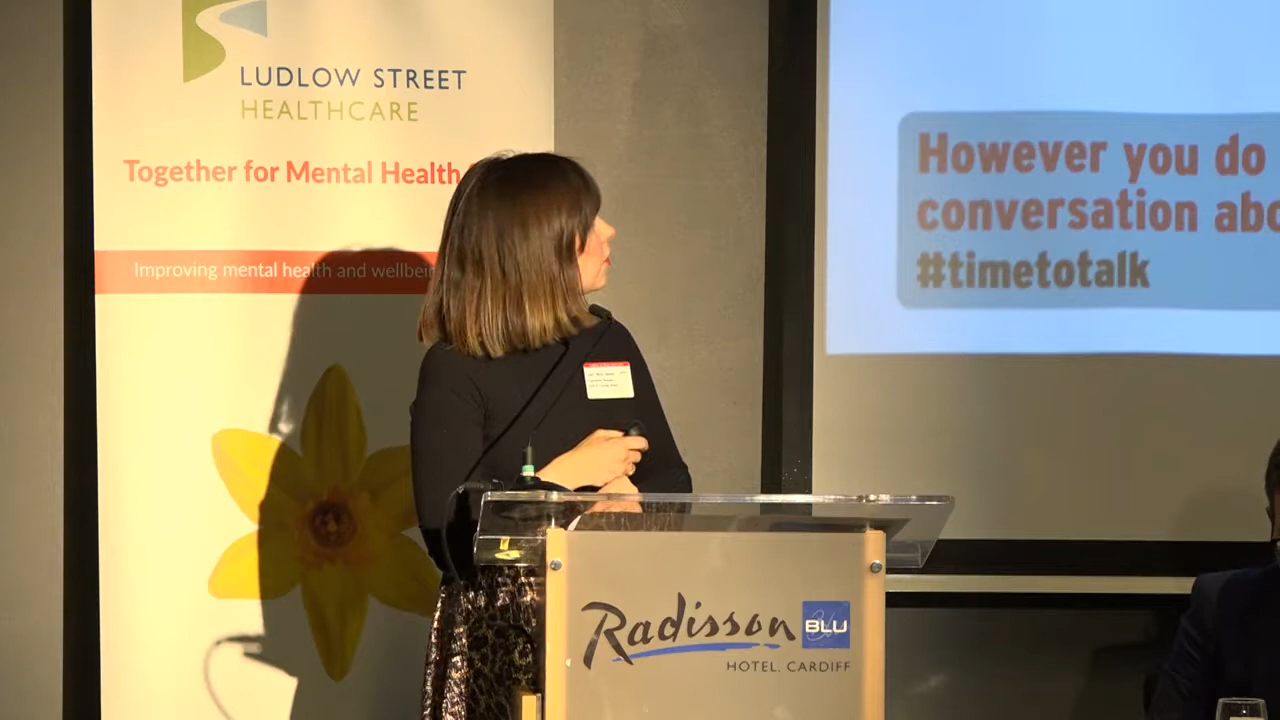 LUDLOW STREET
HEALTHCARE
Together for Mental Health
Improving mental health and wellbein
However you do
conversation abo
#timetotalk
Radisson
BLU
HOTEL, CARDIFF